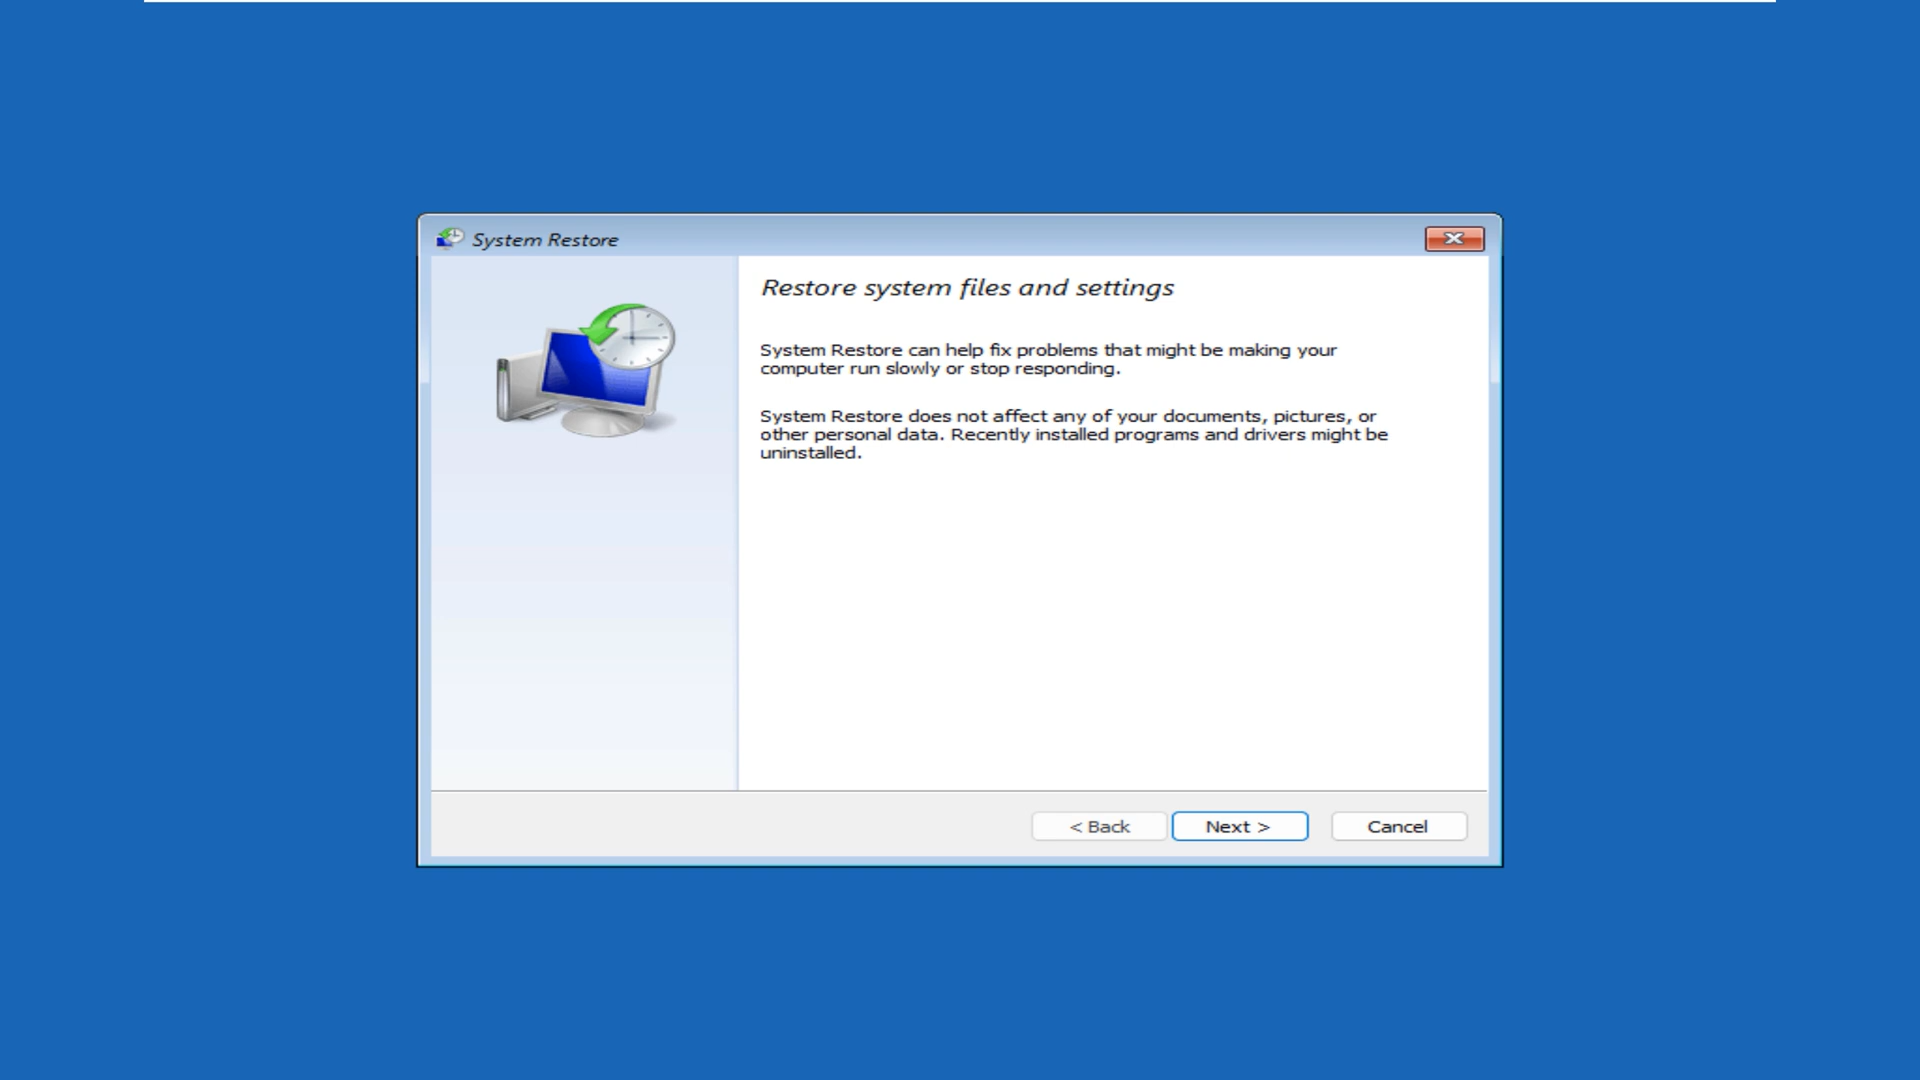 System Restore
Restore system files and settings
System Restore can help fix problems that might be making your
computer run slowly or stop responding.
System Restore does not affect any of your documents, pictures, or
other personal data. Recently installed programs and drivers might be
uninstalled.
< Back
Next >
Cancel